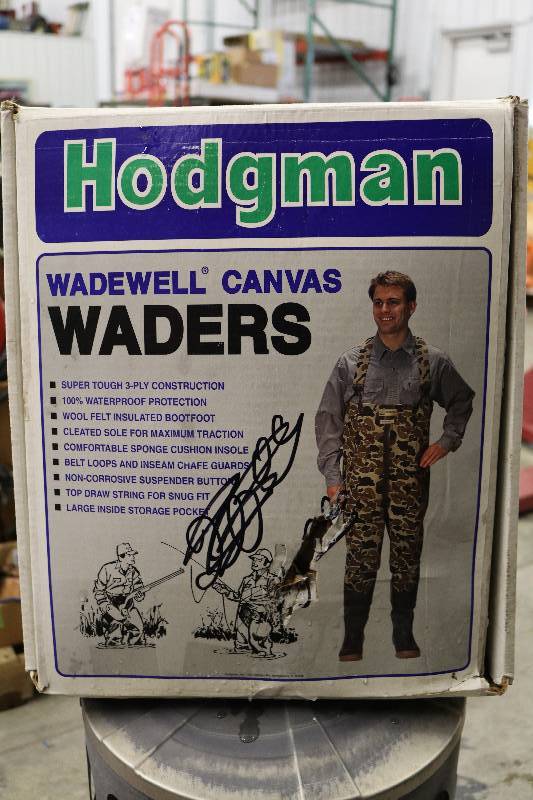 Hodgman
WADEWELL® CANVAS
WADERS
■ SUPER TOUGH 3-PLY CONSTRUCTION
■ 100% WATERPROOF PROTECTION
■ WOOL FELT INSULATED BOOTFOOT
■ CLEATED SOLE FOR MAXIMUM TRACTION
■ COMFORTABLE SPONGE CUSHION INSOLE
■ BELT LOOPS AND INSEAM CHAFE GUARDS
■ NON-CORROSIVE SUSPENDER BUTTO
■ TOP DRAW STRING FOR SNUG FIT
■ LARGE INSIDE STORAGE POCKET